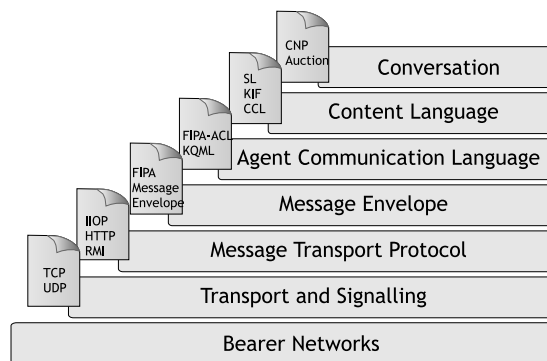 CNP
Auction
Conversation
SL
KIF
CCL
Content Language
FIPA-ACL
KQML
Agent Communication Language
FIPA
Message
Envelope
Message Envelope
IIOP
HTTP
RMI
Message Transport Protocol
TCP
UDP
Transport and Signalling
Bearer Networks